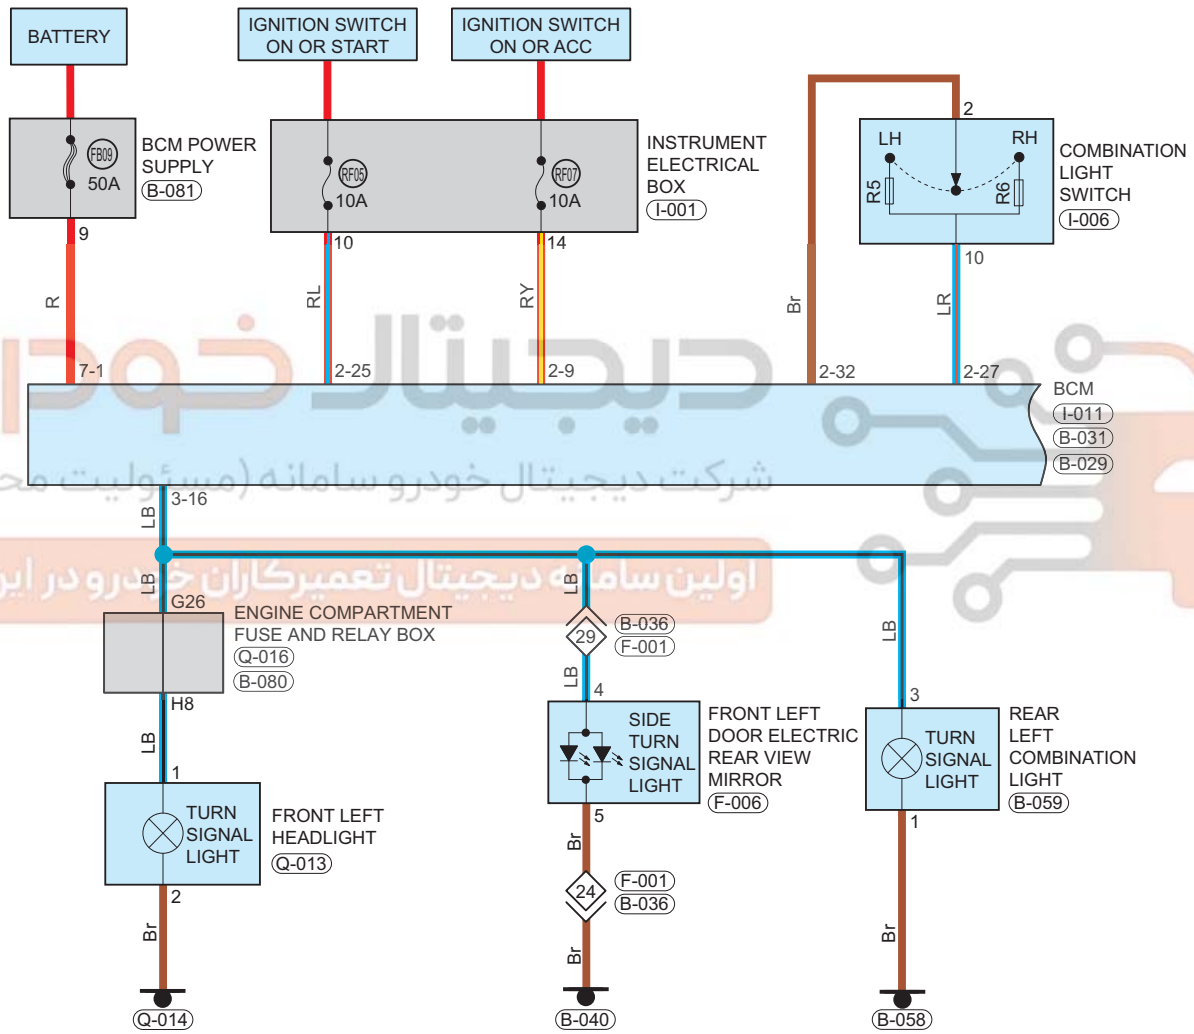 BATTERY
IGNITION SWITCH
ON OR START
IGNITION SWITCH
ON OR ACC
FB09
50A
BCM POWER
SUPPLY
B-081
RF05
10A
RF07
10A
INSTRUMENT
ELECTRICAL
BOX
I-001
2
LH
RH
R5
R6
COMBINATION
LIGHT
SWITCH
I-006
9
10
14
10
R
RL
RY
Br
LR
7-1
2-25
2-9
2-32
2-27
دیجیتال خودرو
BCM
I-011
B-031
B-029
شرکت دیجیتال خودرو سامانه (مسئولیت
3-16
LB
اولین سامانه دیجیتال تعمیرکاران خودرو در
LB
G26
ENGINE COMPARTMENT
FUSE AND RELAY BOX
Q-016
B-080
H8
LB
1
TURN
SIGNAL
LIGHT
FRONT LEFT
HEADLIGHT
Q-013
2
Br
Q-014
LB
29
B-036
F-001
LB
4
SIDE
TURN
SIGNAL
LIGHT
FRONT LEFT
DOOR ELECTRIC
REAR VIEW
MIRROR
F-006
5
Br
24
F-001
B-036
Br
B-040
LB
3
TURN
SIGNAL
LIGHT
REAR
LEFT
COMBINATION
LIGHT
B-059
1
Br
B-058